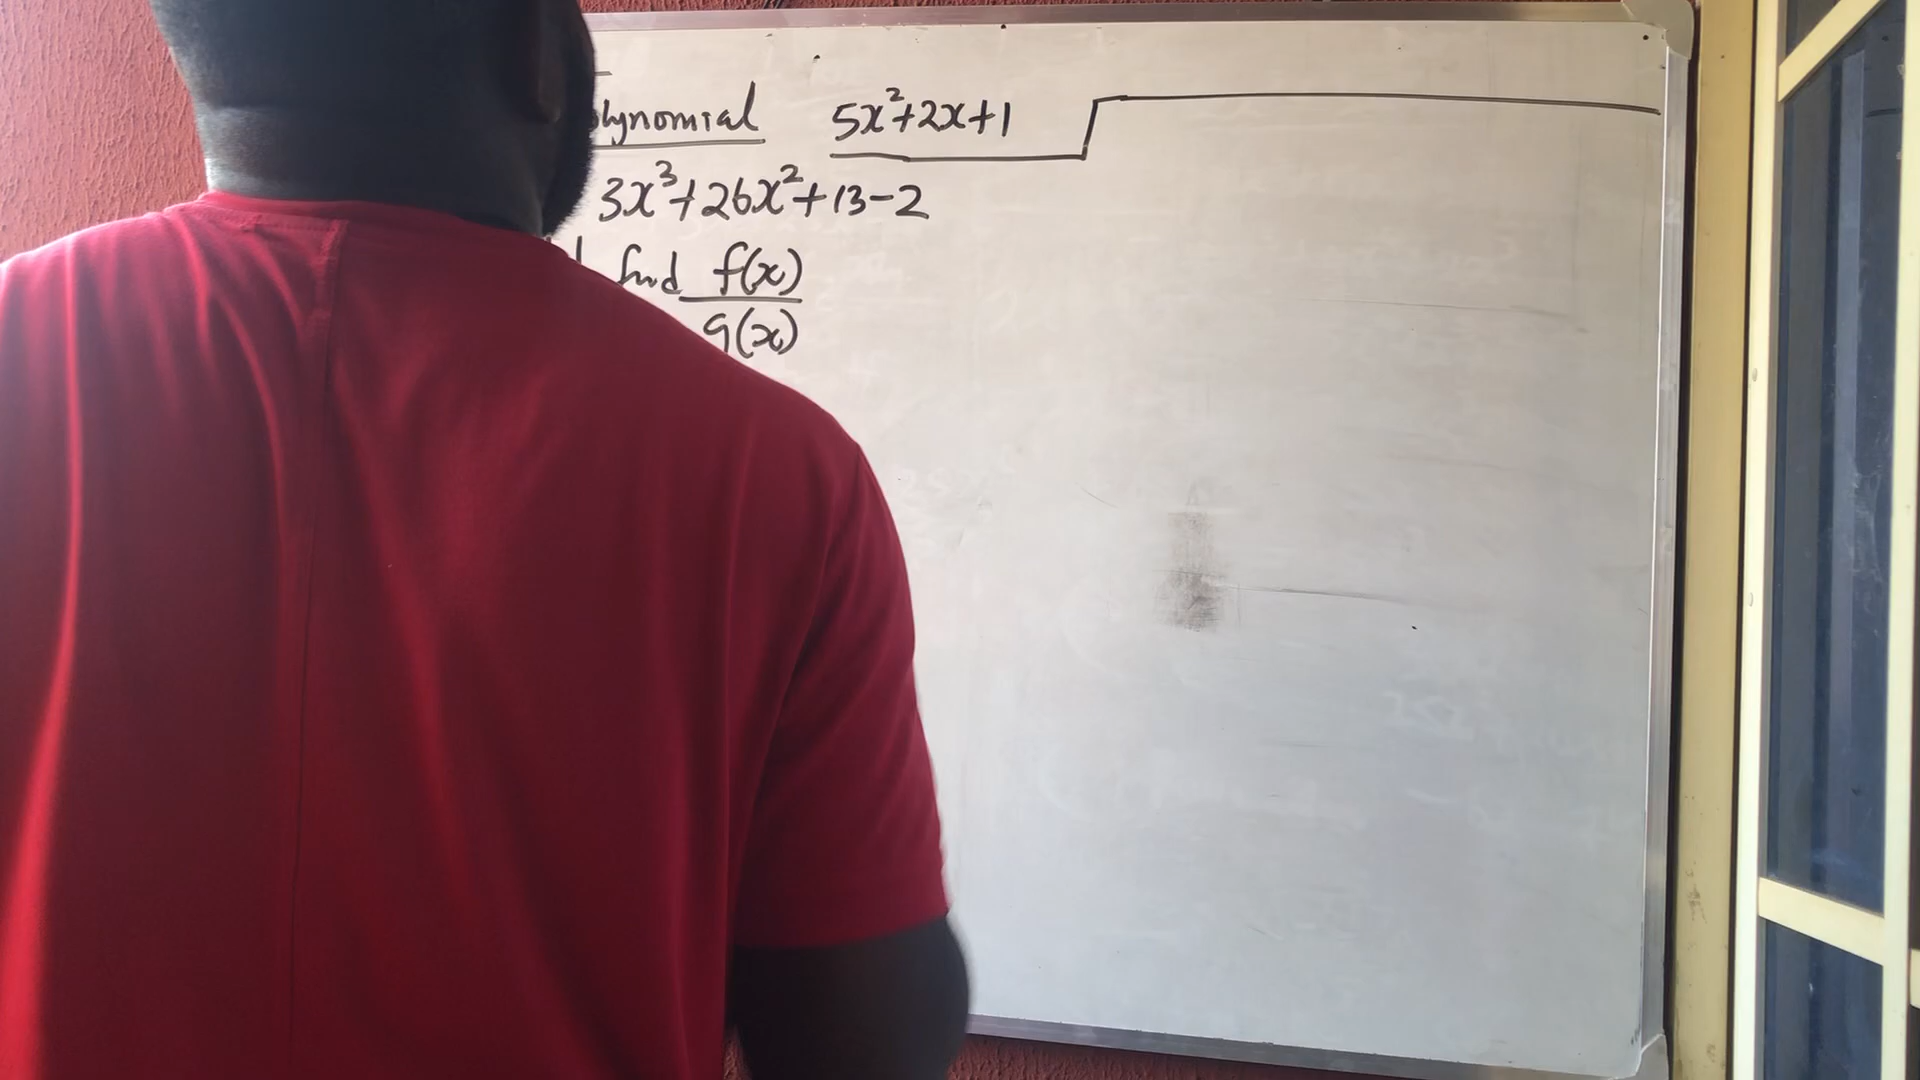 olynomial 5x²+2x+1
3x³+26x²+13-2
find f(x)
g(x)